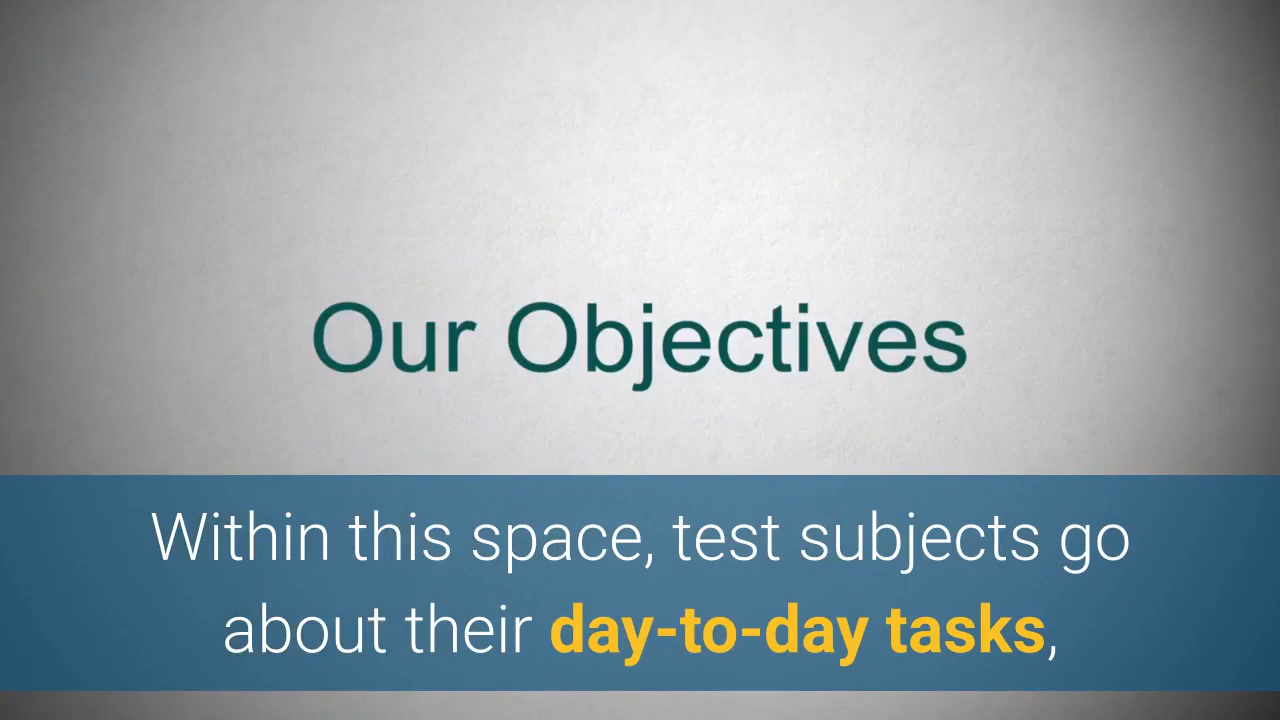 Our Objectives
Within this space, test subjects go
about their day-to-day tasks,